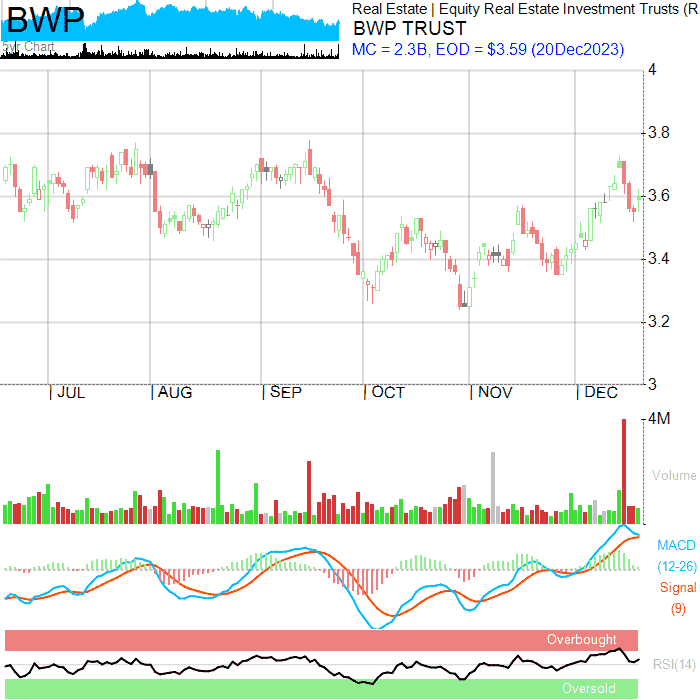 BWP
5yr Chart
Real Estate | Equity Real Estate Investment Trusts (R
BWP TRUST
MC = 2.3B, EOD = $3.59 (20Dec2023)
4
3.8
3.6
3.4
3.2
3
| JUL | AUG | SEP | OCT | NOV | DEC
4M
Volume
MACD
(12-26)
Signal
(9)
Overbought
RSI(14)
Oversold